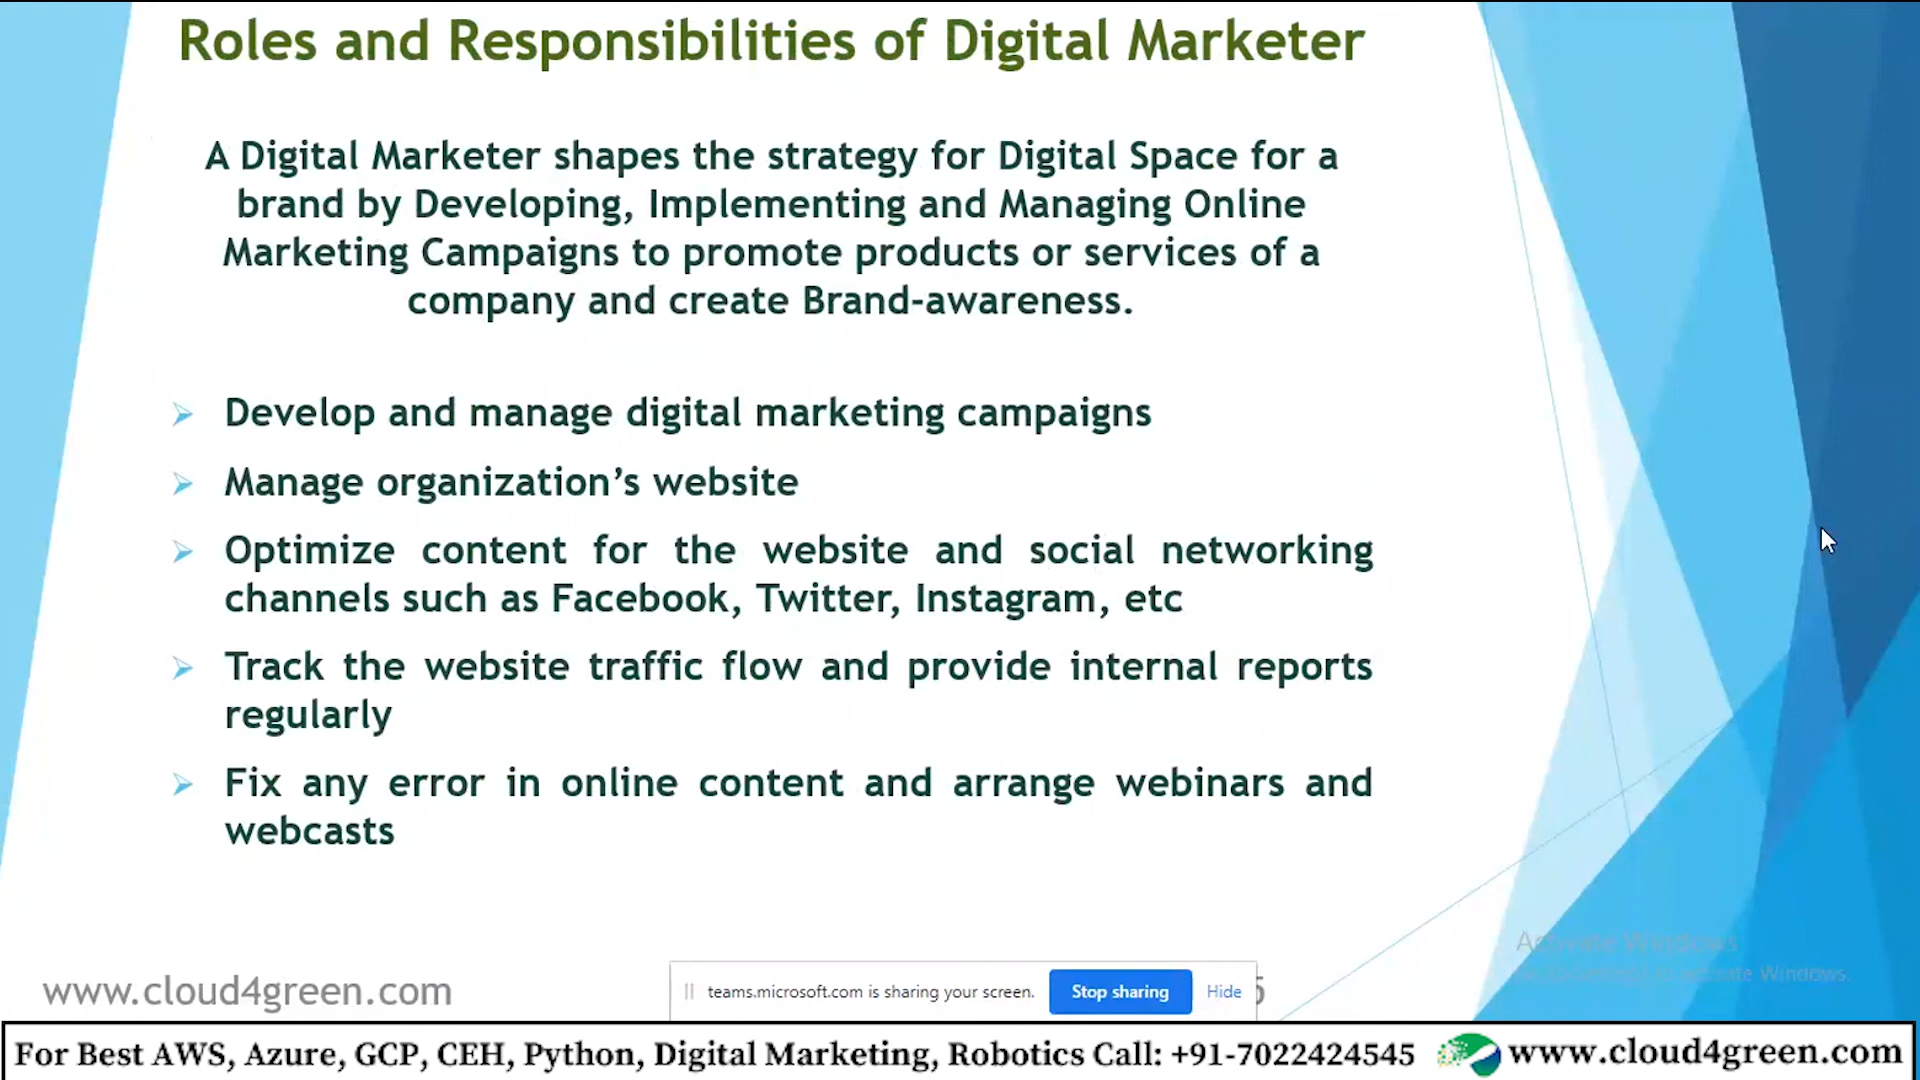 Roles and Responsibilities of Digital Marketer
A Digital Marketer shapes the strategy for Digital Space for a
brand by Developing, Implementing and Managing Online
Marketing Campaigns to promote products or services of a
company and create Brand-awareness.
Develop and manage digital marketing campaigns
Manage organization’s website
Optimize content for the website and social networking
channels such as Facebook, Twitter, Instagram, etc
Track the website traffic flow and provide internal reports
regularly
Fix any error in online content and arrange webinars and
webcasts
Activate Windows
to activate Windows.
www.cloud4green.com
teams.microsoft.com is sharing your screen.
Stop sharing
Hide
For Best AWS, Azure, GCP, CEH, Python, Digital Marketing, Robotics Call: +91-7022424545 www.cloud4green.com